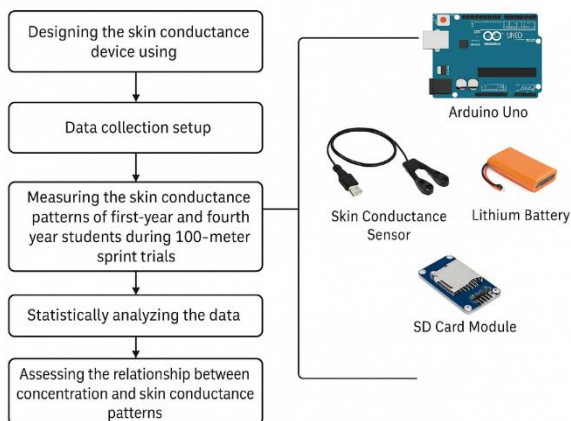 Designing the skin conductance
device using
Data collection setup
Measuring the skin conductance
patterns of first-year and fourth
year students during 100-meter
sprint trials
Statistically analyzing the data
Assessing the relationship between
concentration and skin conductance
patterns
Arduino Uno
Skin Conductance
Sensor
Lithium Battery
SD Card Module